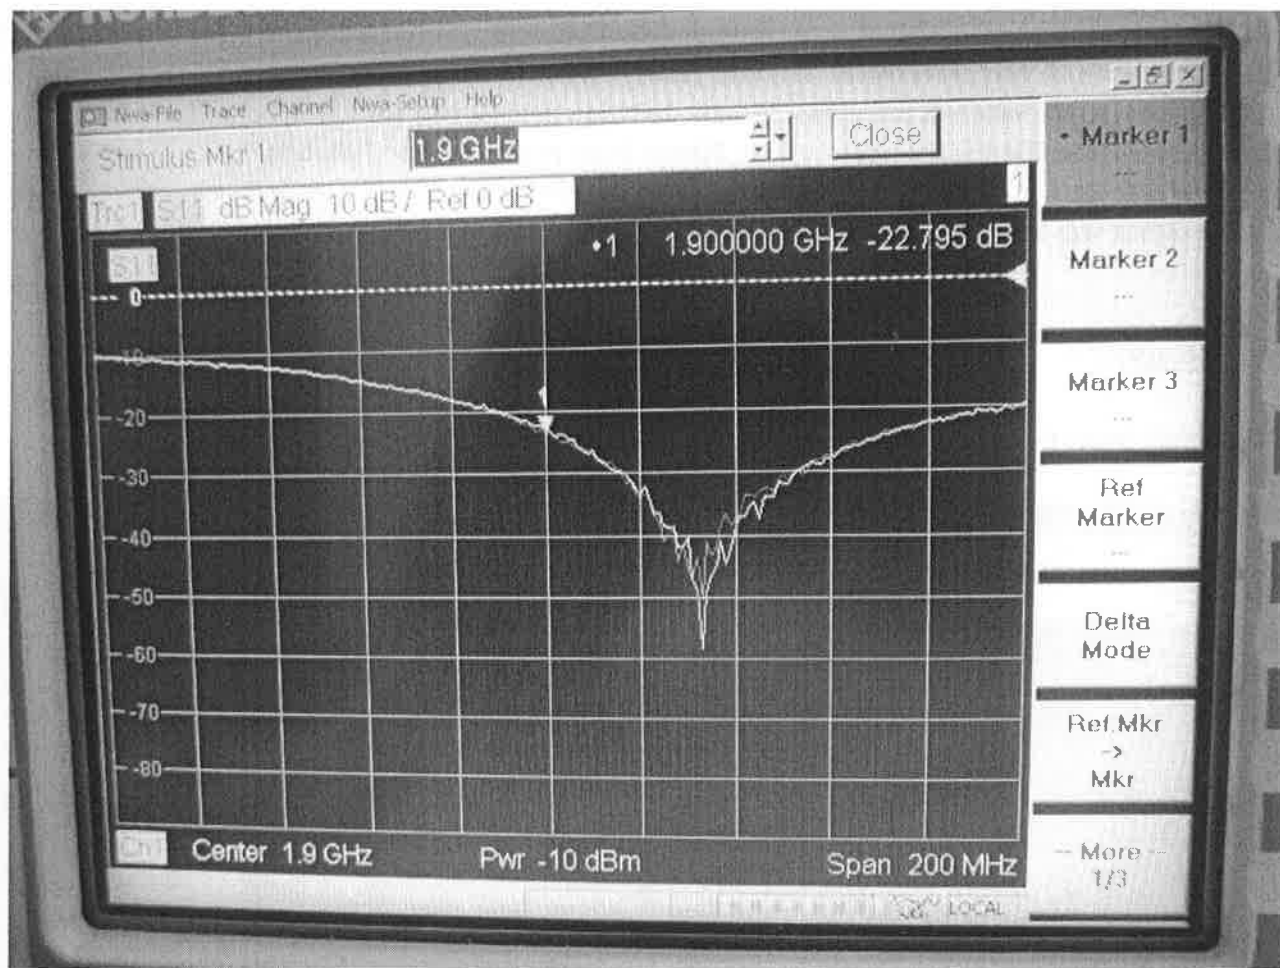 Nwa-File Trace Channel Nwa-Setup Help
Stimulus Mkr 1 1.9 GHz Close
Trc1 S11 dB Mag 10 dB / Ref 0 dB 1
S11 •1 1.900000 GHz -22.795 dB
0
-10
1
-20
-30
-40
-50
-60
-70
-80
Ch1 Center 1.9 GHz Pwr -10 dBm Span 200 MHz
LOCAL
• Marker 1
...
Marker 2
...
Marker 3
...
Ref
Marker
...
Delta
Mode
Ref.Mkr
->
Mkr
-- More --
1/3